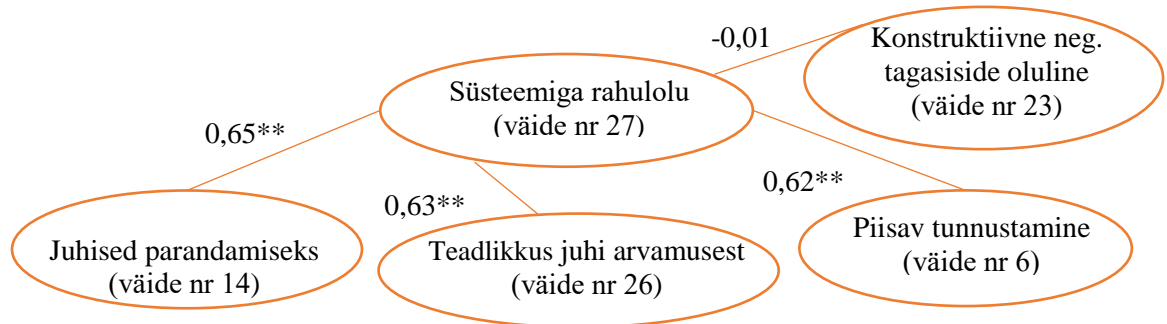 -0,01
Konstruktiivne neg.
tagasiside oluline
(väide nr 23)
Süsteemiga rahulolu
(väide nr 27)
0,65**
0,63**
0,62**
Juhised parandamiseks
(väide nr 14)
Teadlikkus juhi arvamusest
(väide nr 26)
Piisav tunnustamine
(väide nr 6)